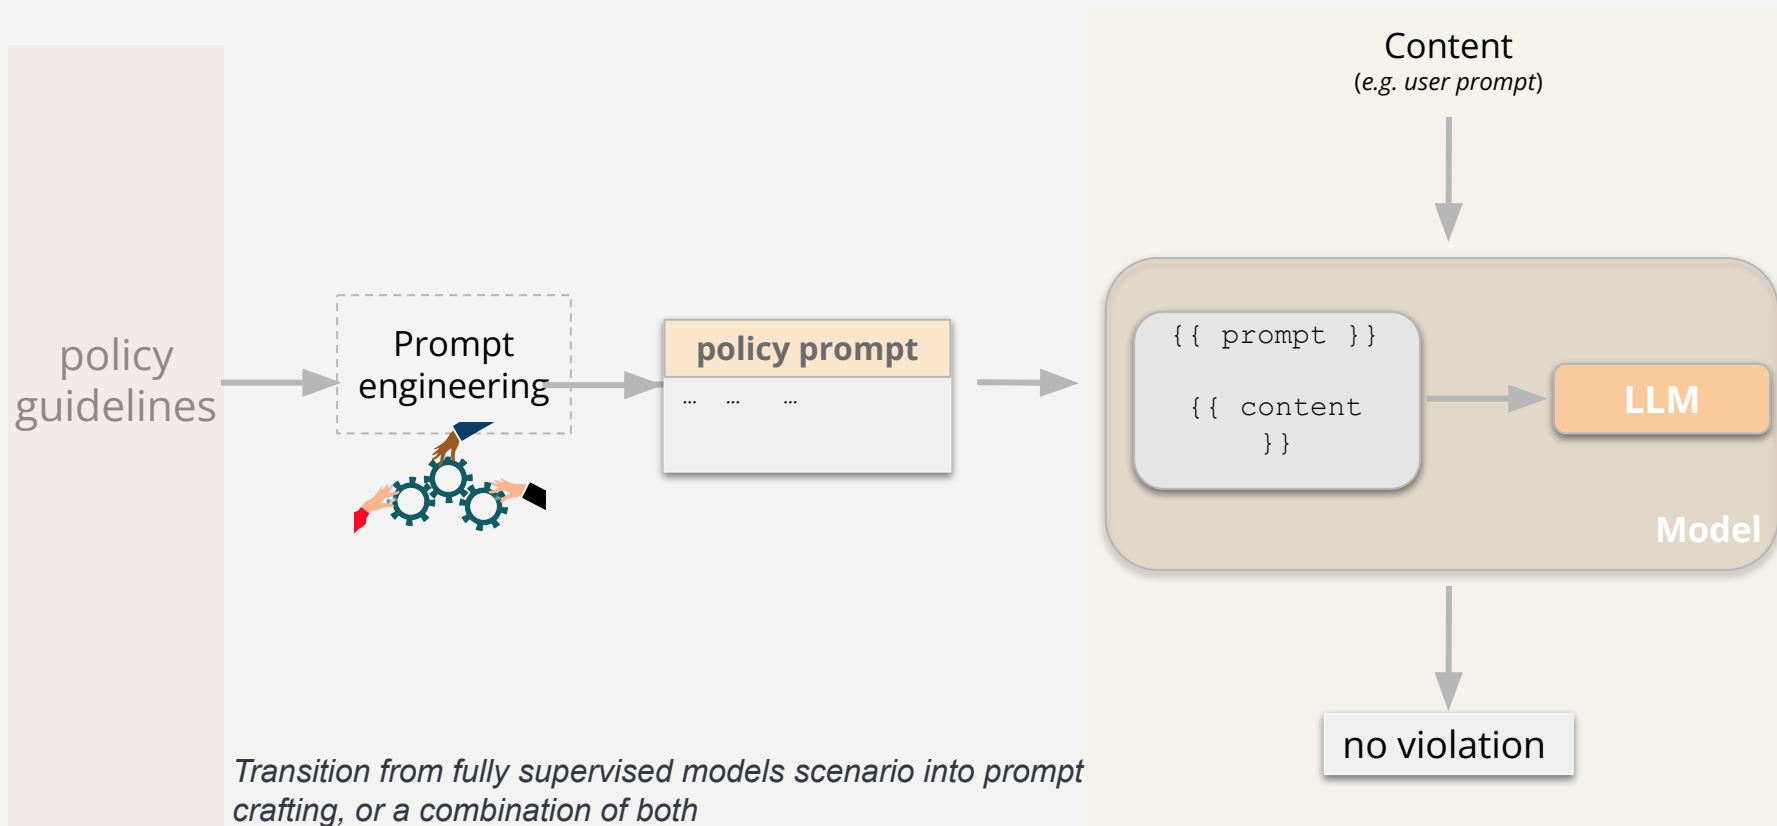 policy
guidelines
Prompt
engineering
policy prompt
... ... ...
Content
(e.g. user prompt)
{{ prompt }}
{{ content
}}
LLM
Model
no violation
Transition from fully supervised models scenario into prompt
crafting, or a combination of both